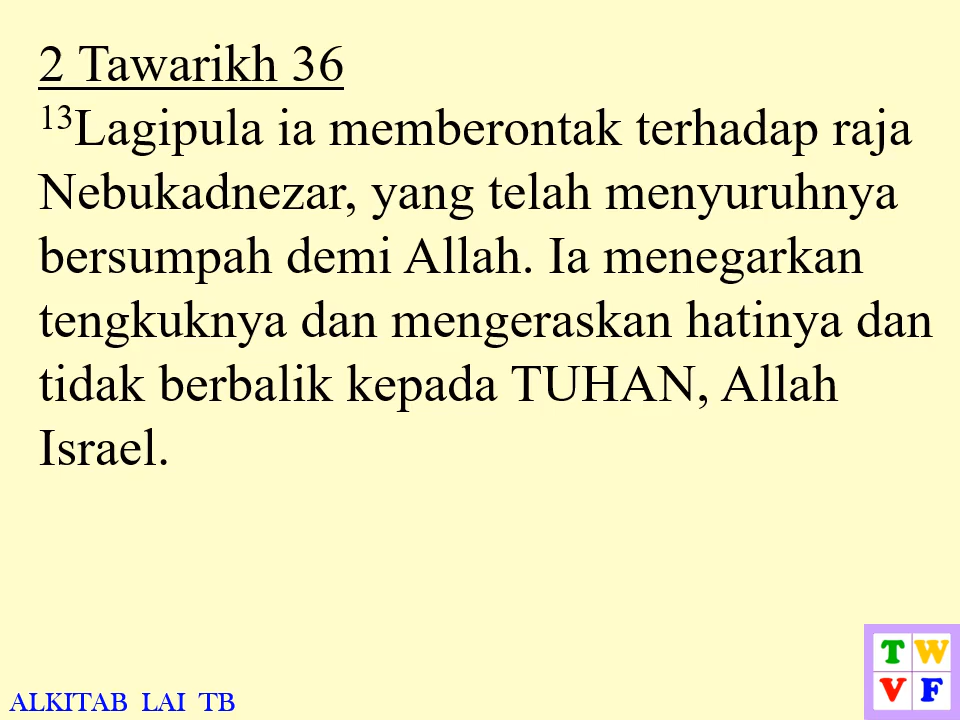 2 Tawarikh 36
13Lagipula ia memberontak terhadap raja
Nebukadnezar, yang telah menyuruhnya
bersumpah demi Allah. Ia menegarkan
tengkuknya dan mengeraskan hatinya dan
tidak berbalik kepada TUHAN, Allah
Israel.
T W
V F
ALKITAB LAI TB